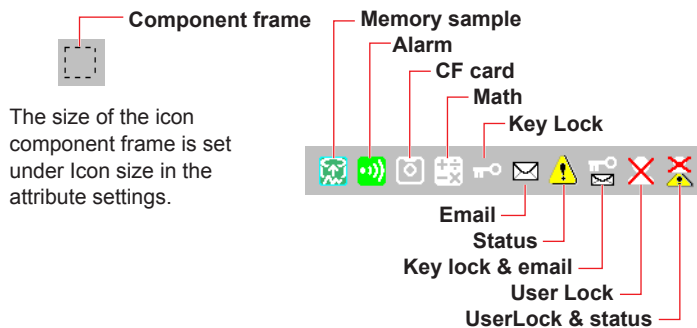 Component frame
Memory sample
Alarm
CF card
Math
Key Lock
The size of the icon
component frame is set
under Icon size in the
attribute settings.
Email
Status
Key lock & email
User Lock
UserLock & status